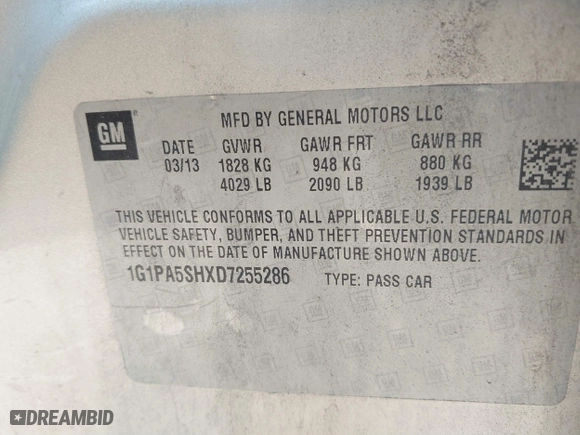 GM
MFD BY GENERAL MOTORS LLC
DATE GVWR GAWR FRT GAWR RR
03/13 1828 KG 948 KG 880 KG
4029 LB 2090 LB 1939 LB
THIS VEHICLE CONFORMS TO ALL APPLICABLE U.S. FEDERAL MOTOR
VEHICLE SAFETY, BUMPER, AND THEFT PREVENTION STANDARDS IN
EFFECT ON THE DATE OF MANUFACTURE SHOWN ABOVE.
1G1PA5SHXD7255286 TYPE: PASS CAR
DREAMBID